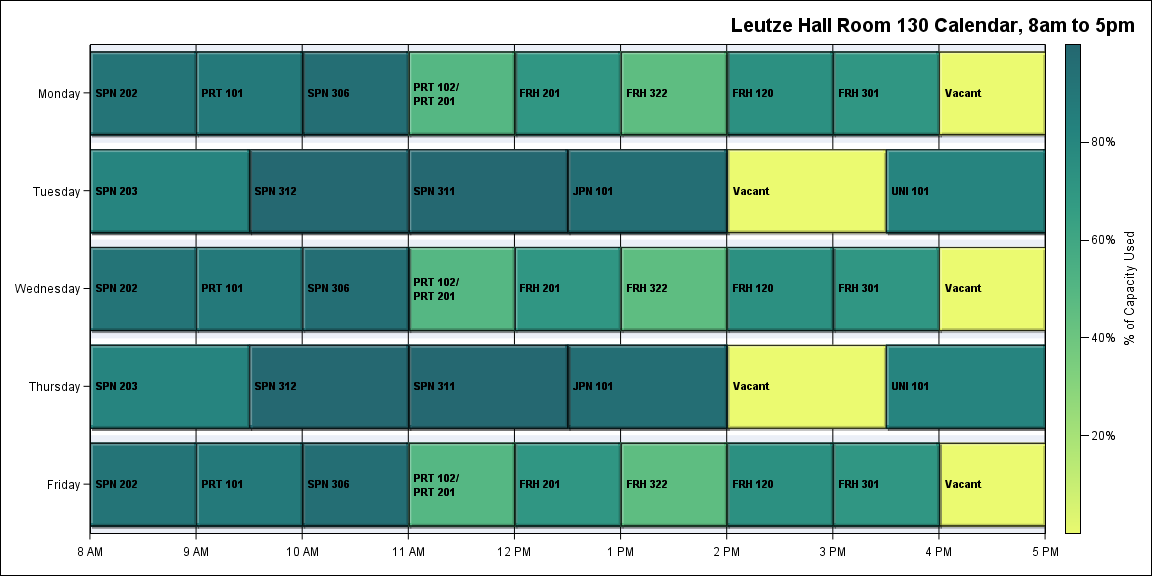 Leutze Hall Room 130 Calendar, 8am to 5pm
Monday
SPN 202
PRT 101
SPN 306
PRT 102/
PRT 201
FRH 201
FRH 322
FRH 120
FRH 301
Vacant
Tuesday
SPN 203
SPN 312
SPN 311
JPN 101
Vacant
UNI 101
Wednesday
SPN 202
PRT 101
SPN 306
PRT 102/
PRT 201
FRH 201
FRH 322
FRH 120
FRH 301
Vacant
Thursday
SPN 203
SPN 312
SPN 311
JPN 101
Vacant
UNI 101
Friday
SPN 202
PRT 101
SPN 306
PRT 102/
PRT 201
FRH 201
FRH 322
FRH 120
FRH 301
Vacant
8 AM
9 AM
10 AM
11 AM
12 PM
1 PM
2 PM
3 PM
4 PM
5 PM
80%
60%
40%
20%
% of Capacity Used